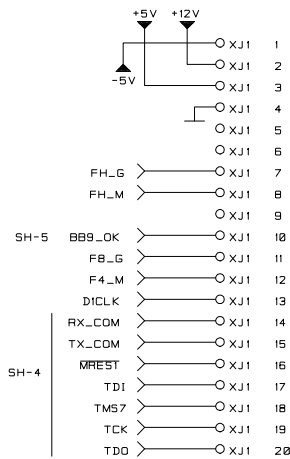 +5V +12V
XJ1 1
XJ1 2
-5V XJ1 3
XJ1 4
XJ1 5
XJ1 6
FH_G XJ1 7
FH_M XJ1 8
XJ1 9
SH-5 BB9_OK XJ1 10
F8_G XJ1 11
F4_M XJ1 12
D1CLK XJ1 13
RX_COM XJ1 14
TX_COM XJ1 15
SH-4 MREST XJ1 16
TDI XJ1 17
TMS7 XJ1 18
TCK XJ1 19
TDO XJ1 20